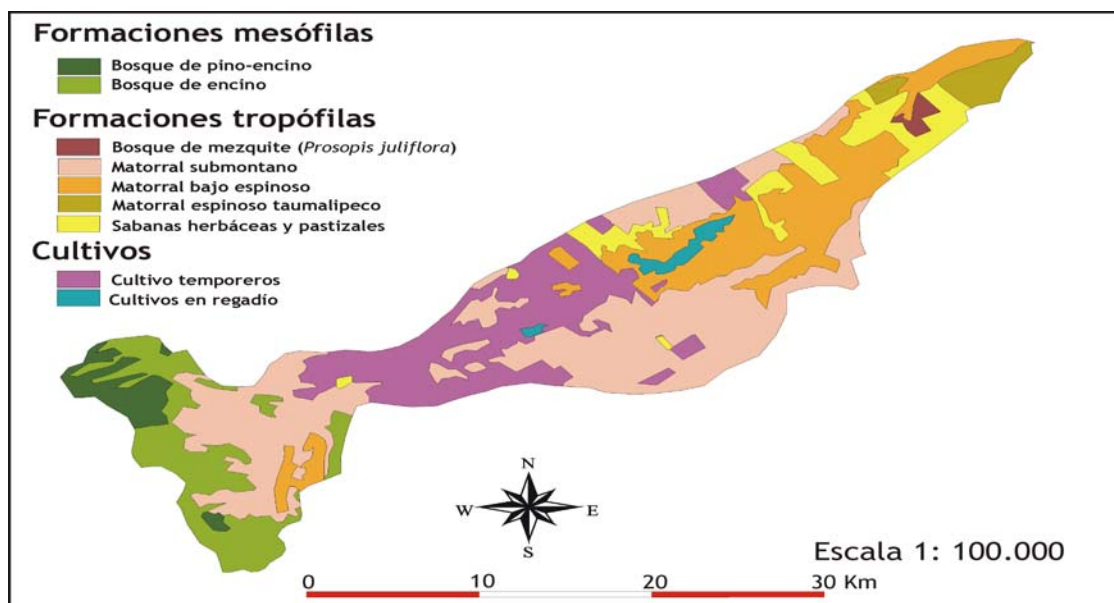 Formaciones mesófilas
Bosque de pino-encino
Bosque de encino
Formaciones tropófilas
Bosque de mezquite (Prosopis juliflora)
Matorral submontano
Matorral bajo espinoso
Matorral espinoso taumalipeco
Sabanas herbáceas y pastizales
Cultivos
Cultivo temporeros
Cultivos en regadío
N
W E
S
Escala 1: 100.000
0 10 20 30 Km